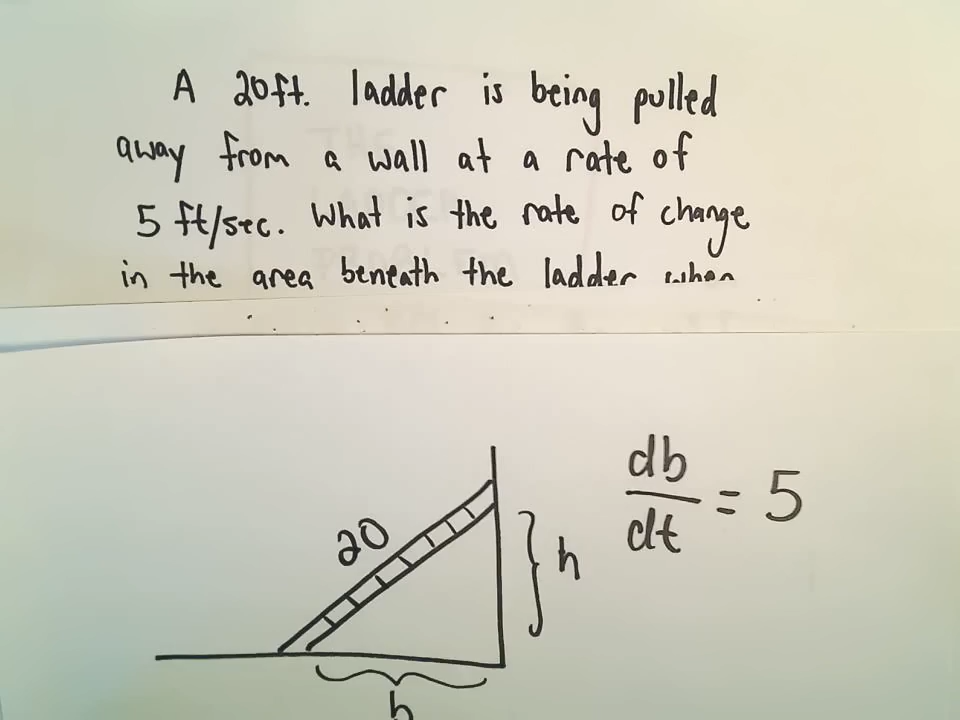 A 20ft. ladder is being pulled
away from a wall at a rate of
5 ft/sec. What is the rate of change
in the area beneath the ladder when
db
dt
= 5
20
h
b